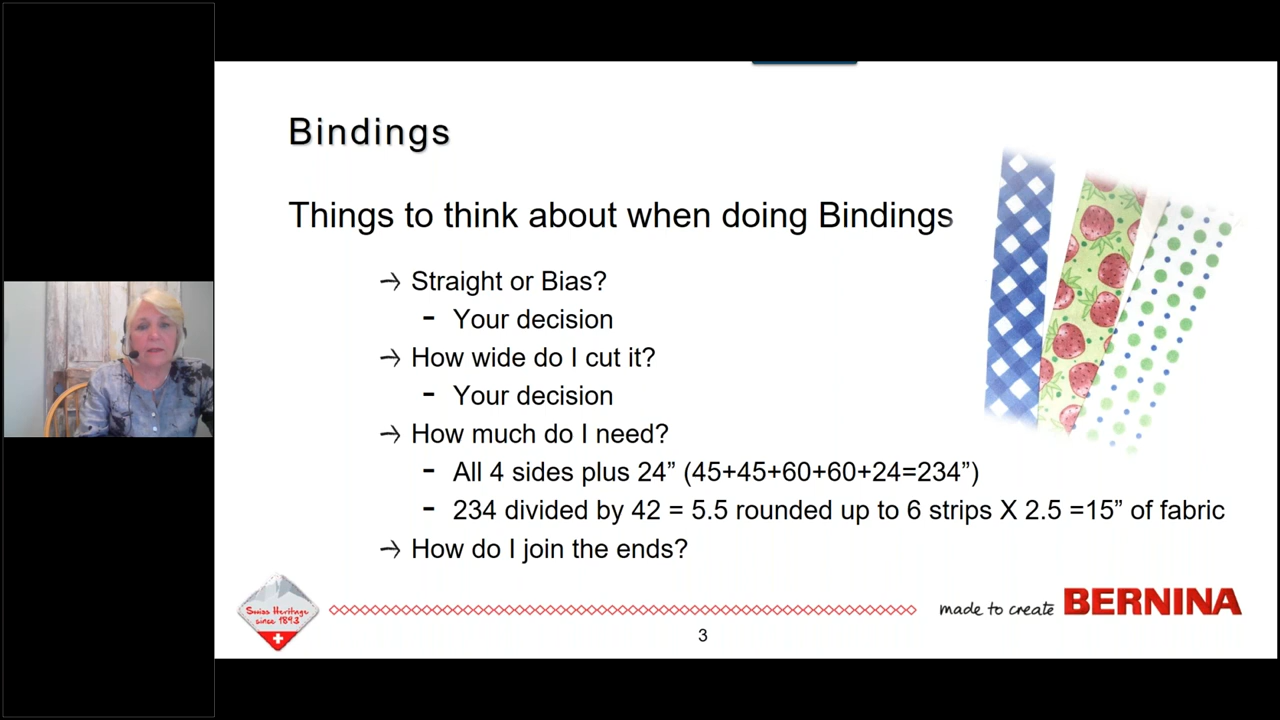 Bindings
Things to think about when doing Bindings
→ Straight or Bias?
- Your decision
→ How wide do I cut it?
- Your decision
→ How much do I need?
- All 4 sides plus 24” (45+45+60+60+24=234”)
- 234 divided by 42 = 5.5 rounded up to 6 strips X 2.5 =15” of fabric
→ How do I join the ends?
Swiss Heritage
since 1893
made to create BERNINA
3